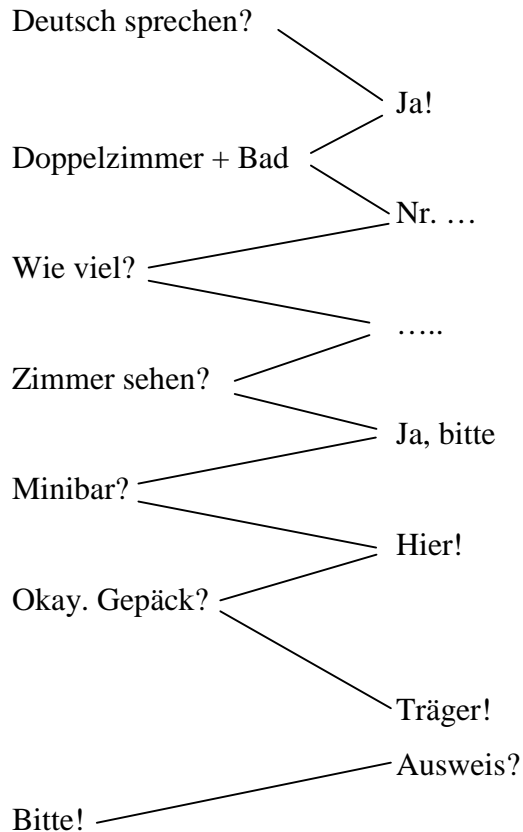 Deutsch sprechen?
Ja!
Doppelzimmer + Bad
Nr. …
Wie viel?
…..
Zimmer sehen?
Ja, bitte
Minibar?
Hier!
Okay. Gepäck?
Träger!
Ausweis?
Bitte!